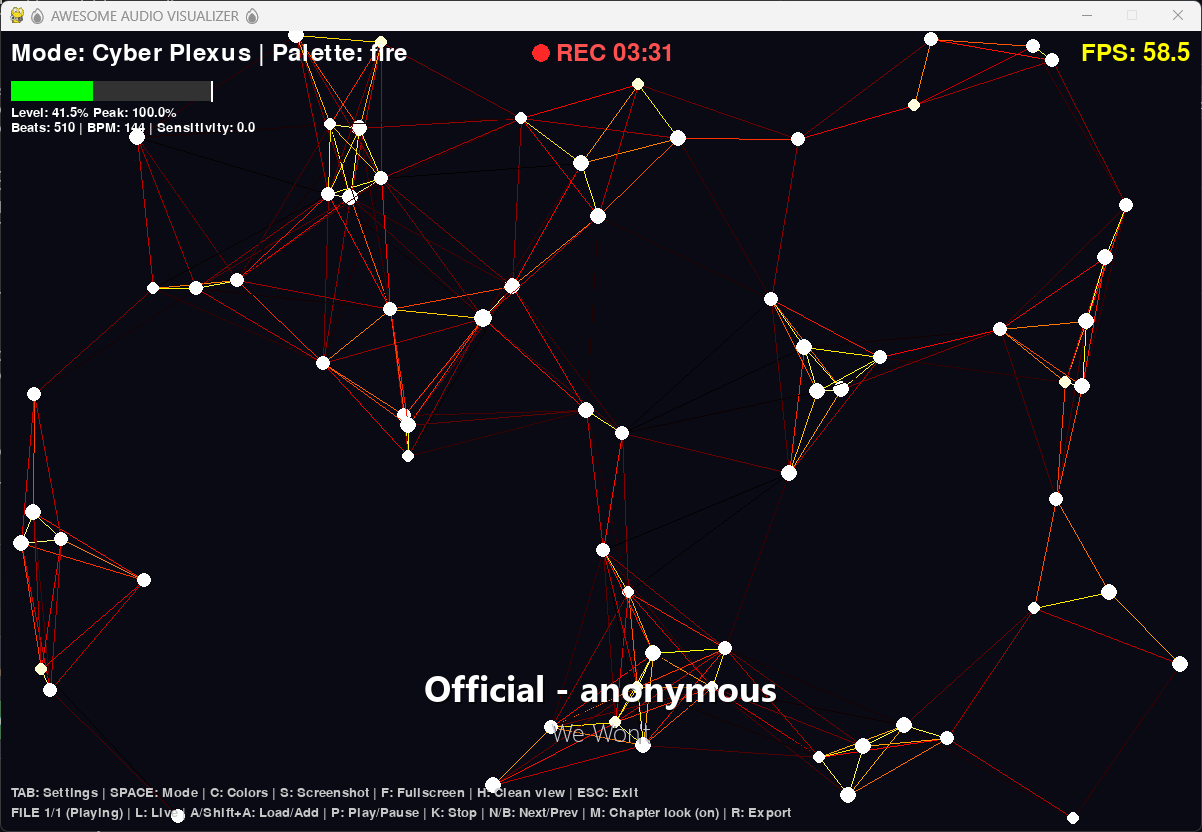 AWESOME AUDIO VISUALIZER
Mode: Cyber Plexus | Palette: fire
REC 03:31
FPS: 58.5
Level: 41.5% Peak: 100.0%
Beats: 510 | BPM: 144 | Sensitivity: 0.0
Official - anonymous
We Won't
TAB: Settings | SPACE: Mode | C: Colors | S: Screenshot | F: Fullscreen | H: Clean view | ESC: Exit
FILE 1/1 (Playing) | L: Live | A/Shift+A: Load/Add | P: Play/Pause | K: Stop | N/B: Next/Prev | M: Chapter look (on) | R: Export